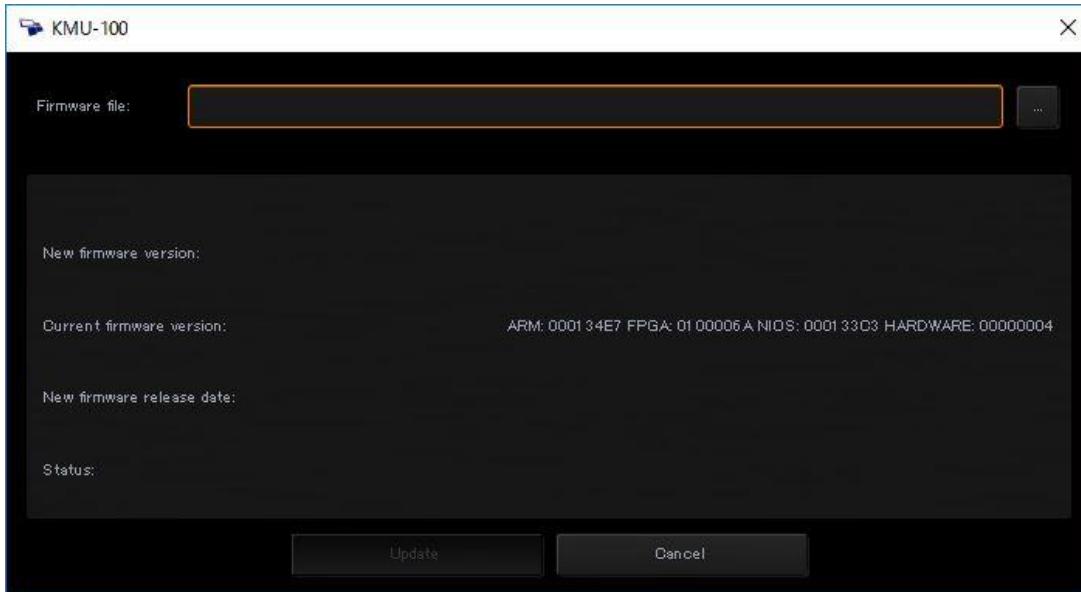 KMU-100
Firmware file:
...
New firmware version:
Current firmware version: ARM: 000134E7 FPGA: 0100006A NIOS: 000133C3 HARDWARE: 00000004
New firmware release date:
Status:
Update Cancel